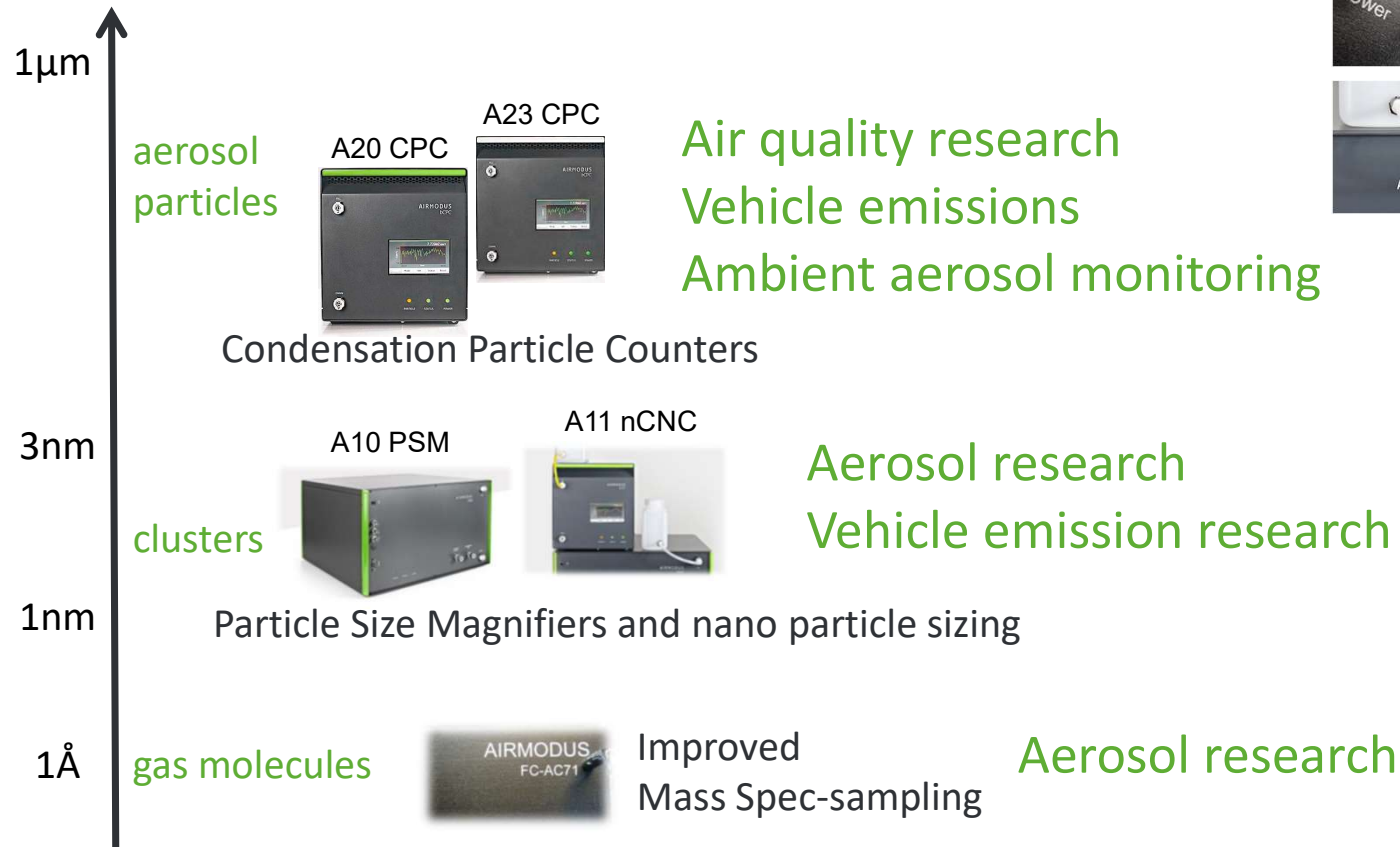 1µm
A23 CPC
A20 CPC
aerosol
particles
AIRMODUS
AIRMODUS
Air quality research
Vehicle emissions
Ambient aerosol monitoring
Condensation Particle Counters
3nm
A10 PSM
A11 nCNC
Aerosol research
Vehicle emission research
clusters
1nm
Particle Size Magnifiers and nano particle sizing
1Å
gas molecules
AIRMODUS
FC-AC71
Improved
Mass Spec-sampling
Aerosol research